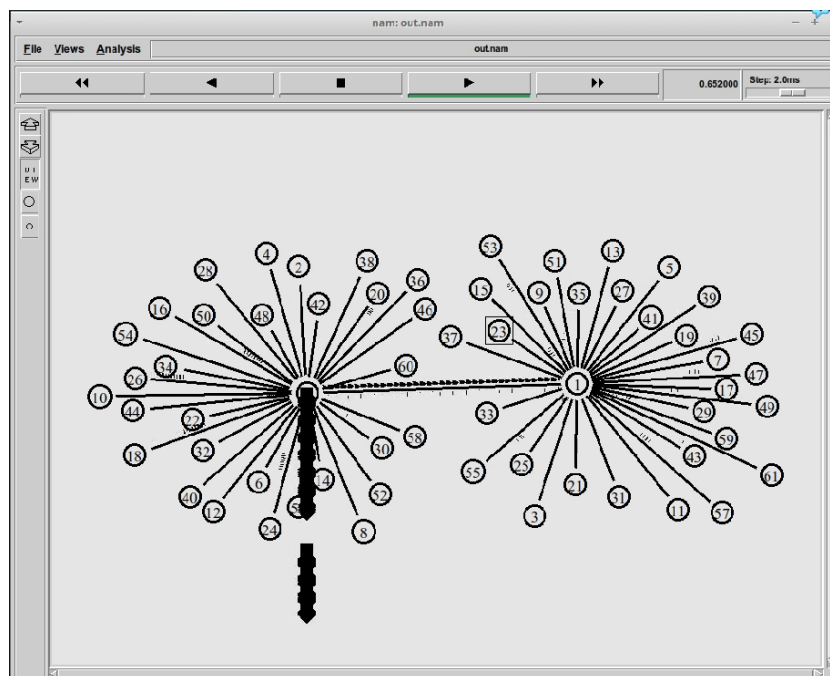 nam: out.nam
File Views Analysis out.nam
0.652000 Step: 2.0ms
53
4 38 51 13
28 2 5
36
20 15 9 35 27 39
16 42 46
50 48 41
54 37 23 19 45
34 60 7
26 1 47
10 17
44 33 29 49
22
18 32 58 59
30 43
6 14 55 25 61
40 52 21
12 31
24 8 3 11 57